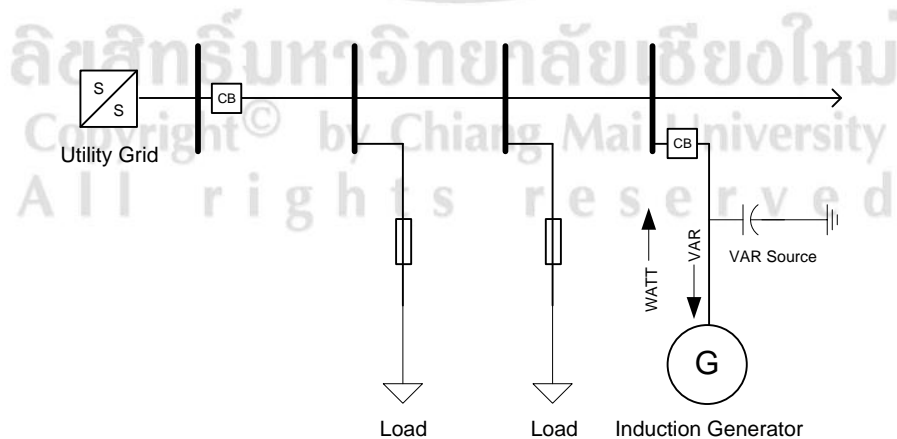 ลิขสิทธิ์มหาวิทยาลัยเชียงใหม่
Copyright© by Chiang Mai University
All rights reserved
S
S
Utility Grid
CB
CB
WATT
VAR
VAR Source
G
Load
Load
Induction Generator